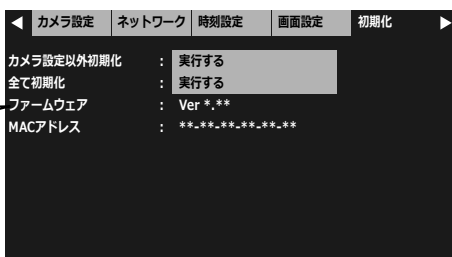 ◀ カメラ設定 ネットワーク 時刻設定 画面設定 初期化 ▶
カメラ設定以外初期化 : 実行する
全て初期化 : 実行する
ファームウェア : Ver *.**
MACアドレス : **-**-**-**-**-**